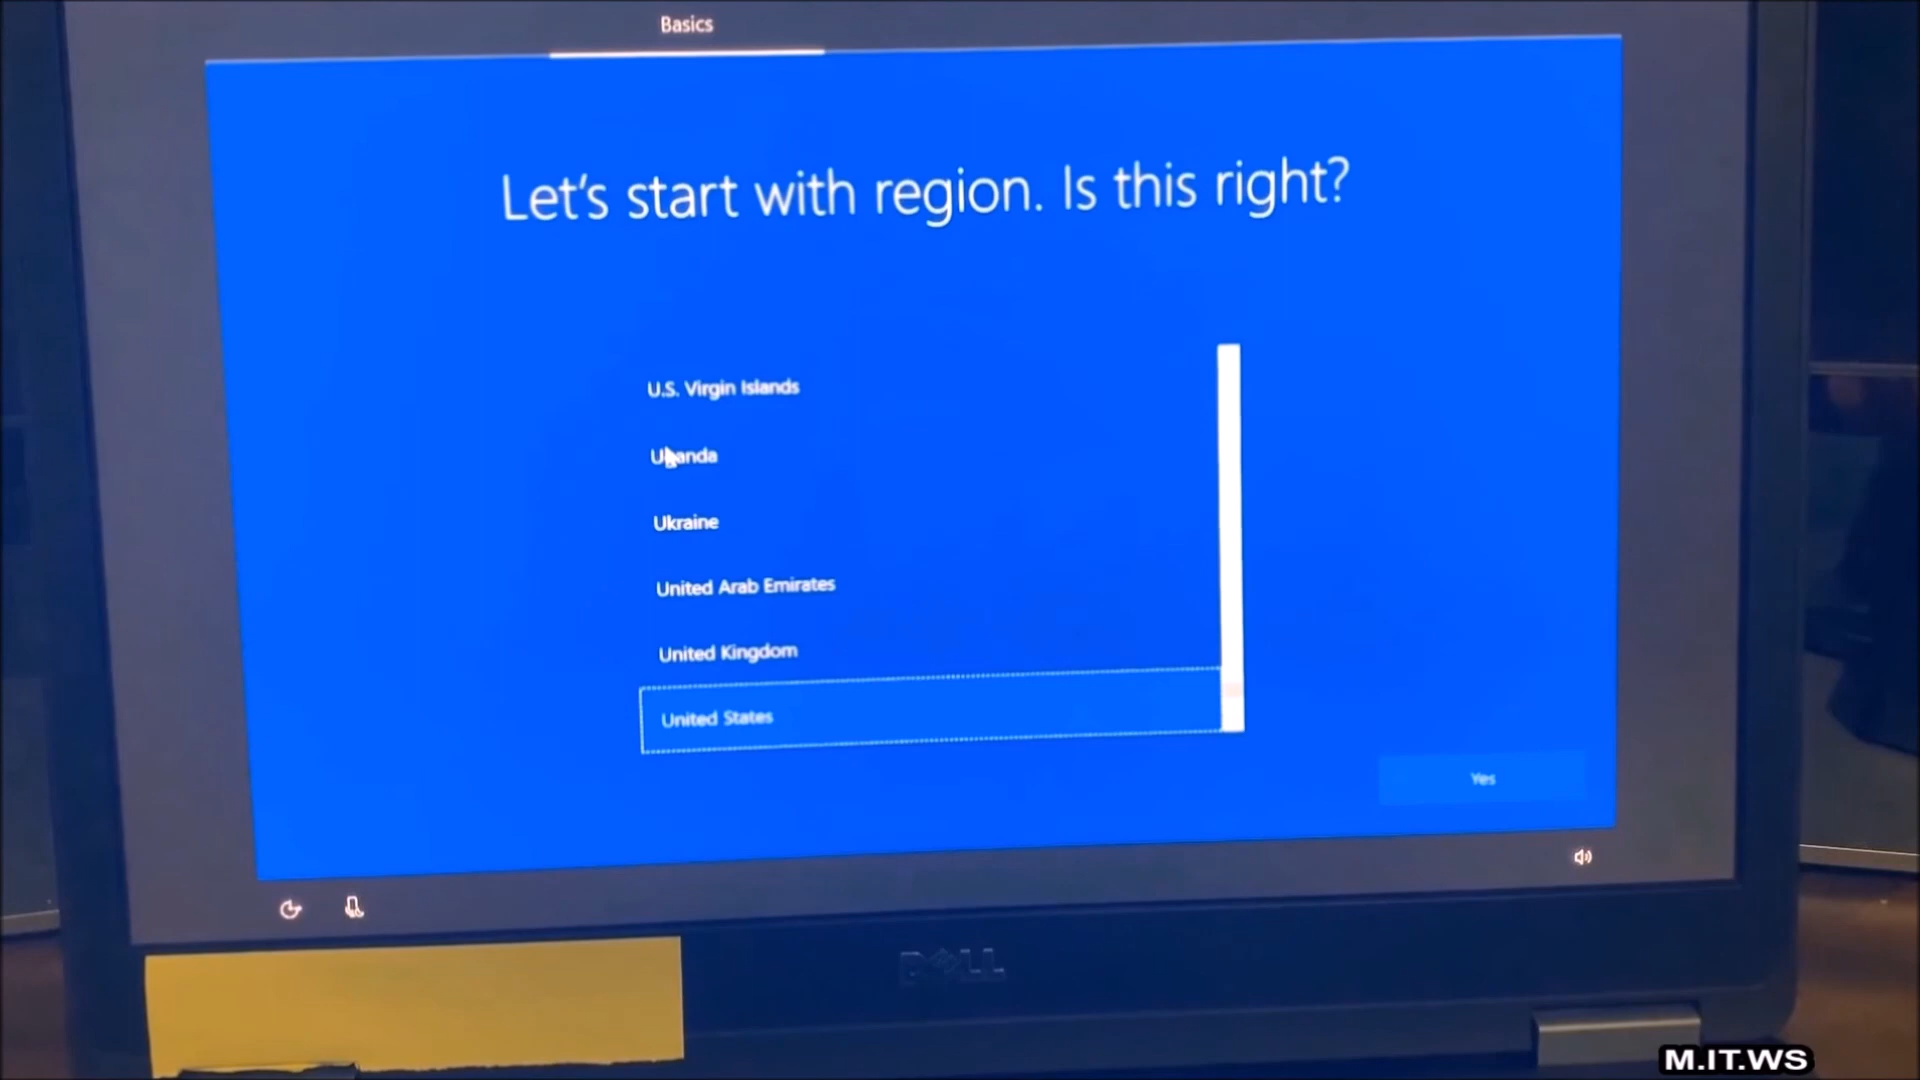 Basics
Let's start with region. Is this right?
U.S. Virgin Islands
Uganda
Ukraine
United Arab Emirates
United Kingdom
United States
Yes
DELL
M.IT.WS